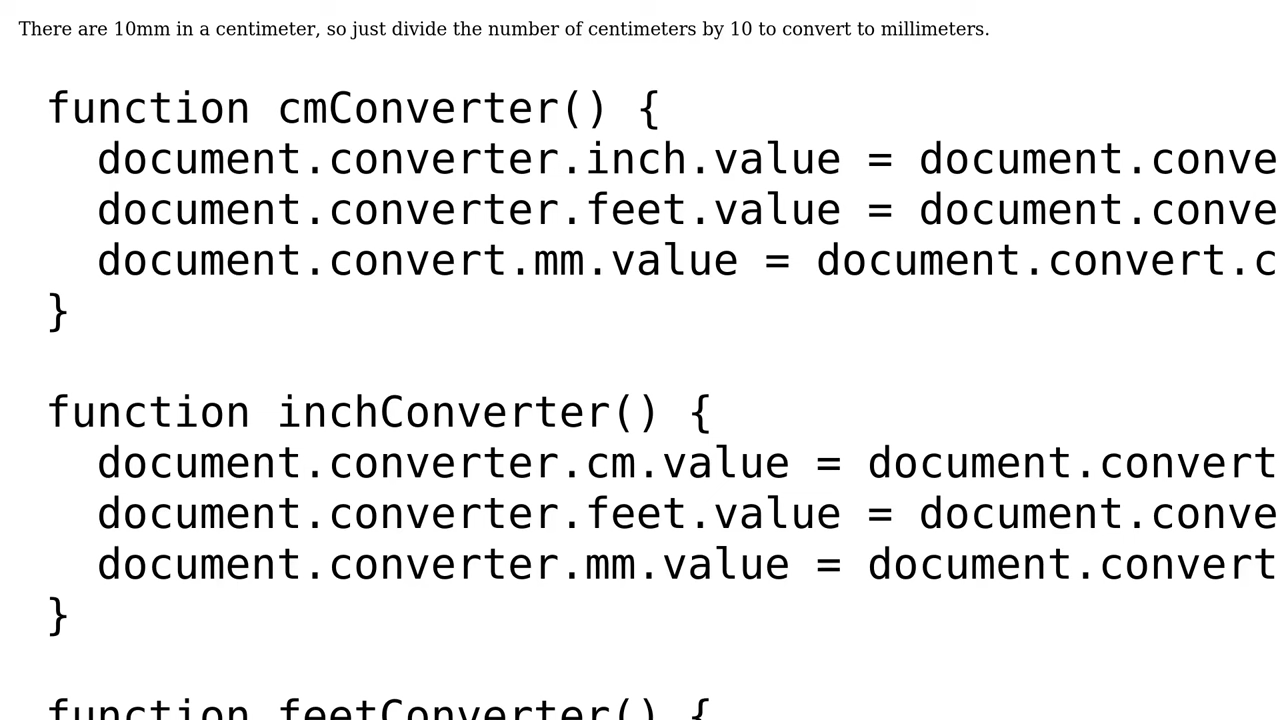 There are 10mm in a centimeter, so just divide the number of centimeters by 10 to convert to millimeters.
function cmConverter() {
  document.converter.inch.value = document.conve
  document.converter.feet.value = document.conve
  document.convert.mm.value = document.convert.c
}
function inchConverter() {
  document.converter.cm.value = document.convert
  document.converter.feet.value = document.conve
  document.converter.mm.value = document.convert
}
function feetConverter() {